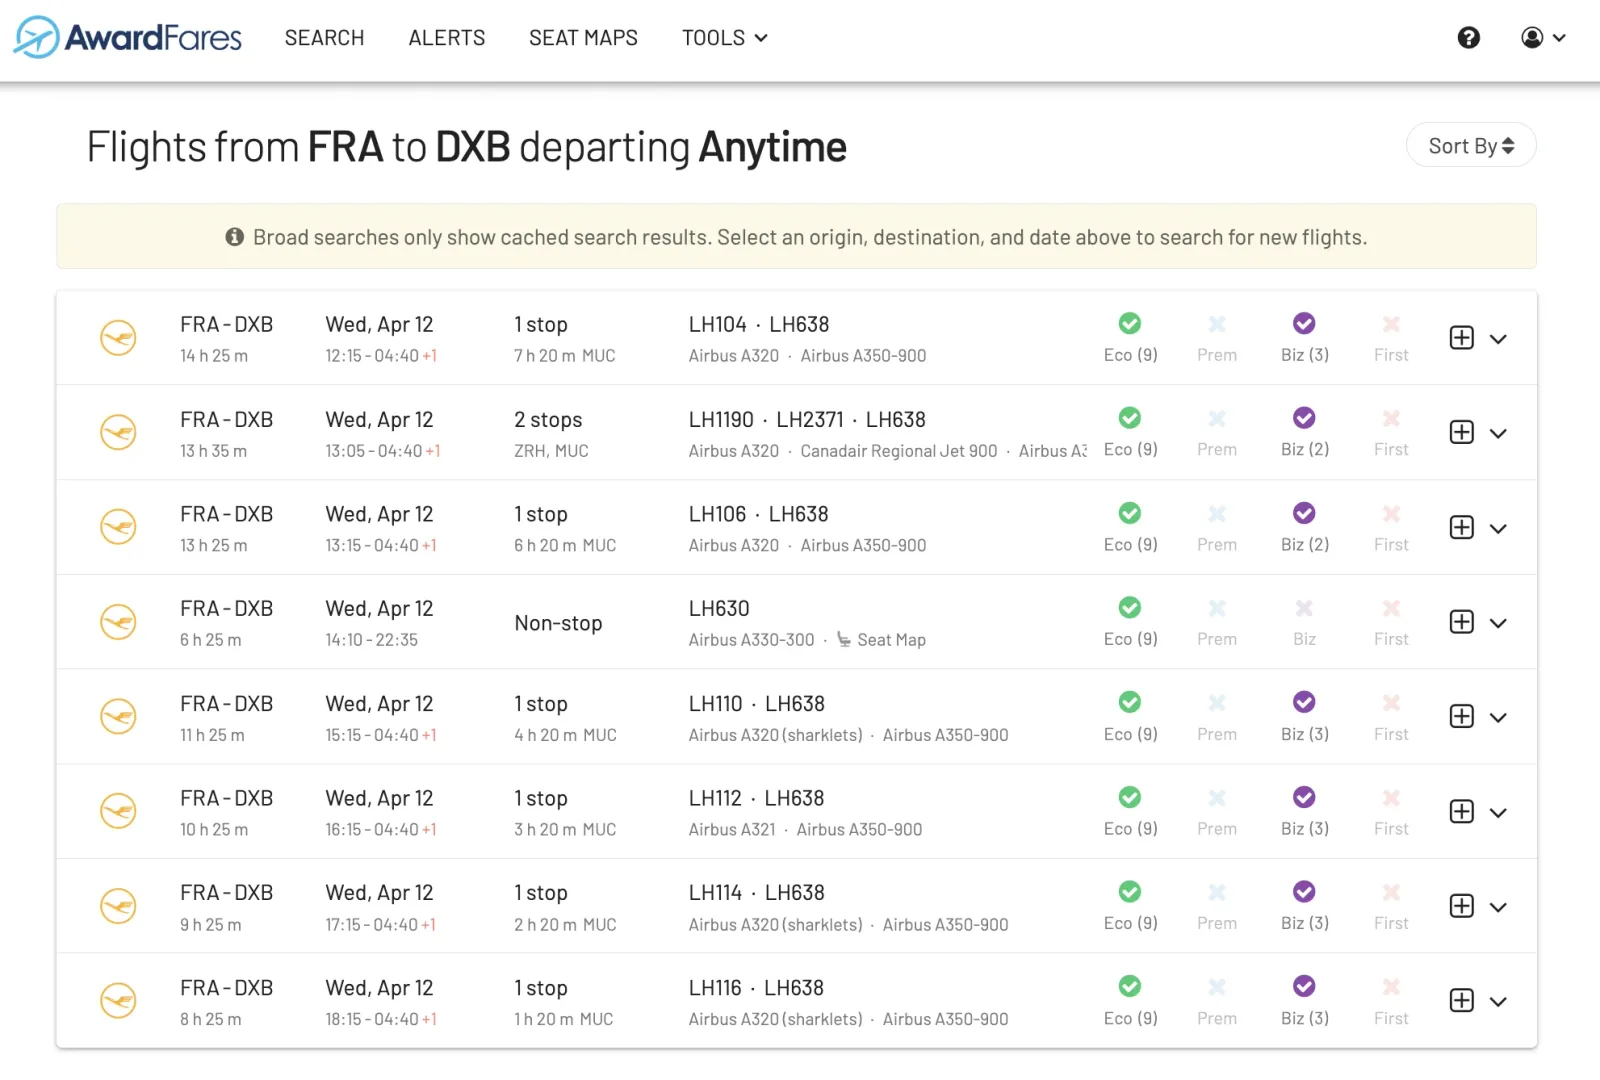 AwardFares SEARCH ALERTS SEAT MAPS TOOLS
Flights from FRA to DXB departing Anytime
Sort By
Broad searches only show cached search results. Select an origin, destination, and date above to search for new flights.
FRA - DXB Wed, Apr 12 1 stop LH104 · LH638
14 h 25 m 12:15 - 04:40 +1 7 h 20 m MUC Airbus A320 · Airbus A350-900 Eco (9) Prem Biz (3) First
FRA - DXB Wed, Apr 12 2 stops LH1190 · LH2371 · LH638
13 h 35 m 13:05 - 04:40 +1 ZRH, MUC Airbus A320 · Canadair Regional Jet 900 · Airbus A3 Eco (9) Prem Biz (2) First
FRA - DXB Wed, Apr 12 1 stop LH106 · LH638
13 h 25 m 13:15 - 04:40 +1 6 h 20 m MUC Airbus A320 · Airbus A350-900 Eco (9) Prem Biz (2) First
FRA - DXB Wed, Apr 12 Non-stop LH630
6 h 25 m 14:10 - 22:35 Airbus A330-300 · Seat Map Eco (9) Prem Biz First
FRA - DXB Wed, Apr 12 1 stop LH110 · LH638
11 h 25 m 15:15 - 04:40 +1 4 h 20 m MUC Airbus A320 (sharklets) · Airbus A350-900 Eco (9) Prem Biz (3) First
FRA - DXB Wed, Apr 12 1 stop LH112 · LH638
10 h 25 m 16:15 - 04:40 +1 3 h 20 m MUC Airbus A321 · Airbus A350-900 Eco (9) Prem Biz (3) First
FRA - DXB Wed, Apr 12 1 stop LH114 · LH638
9 h 25 m 17:15 - 04:40 +1 2 h 20 m MUC Airbus A320 (sharklets) · Airbus A350-900 Eco (9) Prem Biz (3) First
FRA - DXB Wed, Apr 12 1 stop LH116 · LH638
8 h 25 m 18:15 - 04:40 +1 1 h 20 m MUC Airbus A320 (sharklets) · Airbus A350-900 Eco (9) Prem Biz (3) First